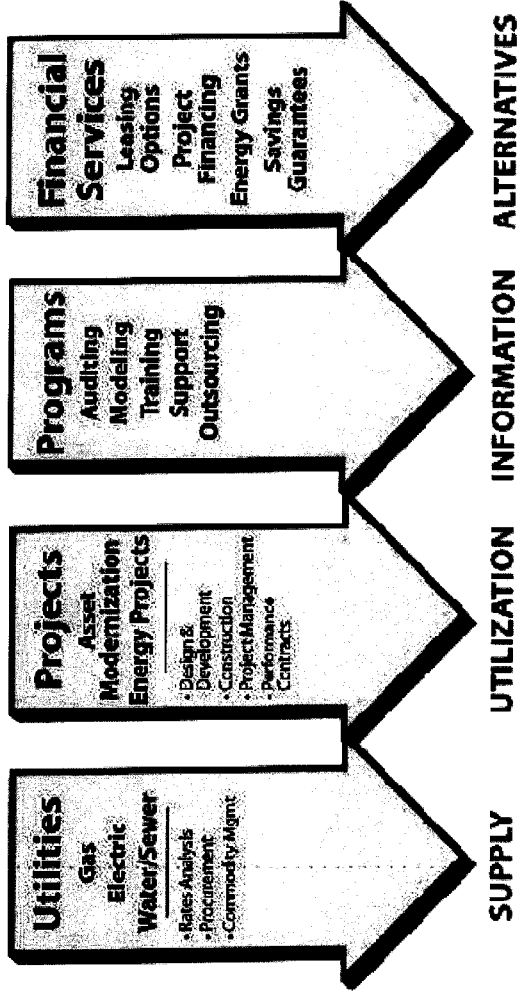 Utilities
Gas
Electric
Water/Sewer
• Rates Analysis
• Procurement
• Commodity Mgmt
SUPPLY
Projects
Asset
Modernization
Energy Projects
• Design &
Development
• Construction
• Project Management
• Performance
Contracts
UTILIZATION
Programs
Auditing
Modeling
Training
Support
Outsourcing
INFORMATION
Financial
Services
Leasing
Options
Project
Financing
Energy Grants
Savings
Guarantees
ALTERNATIVES